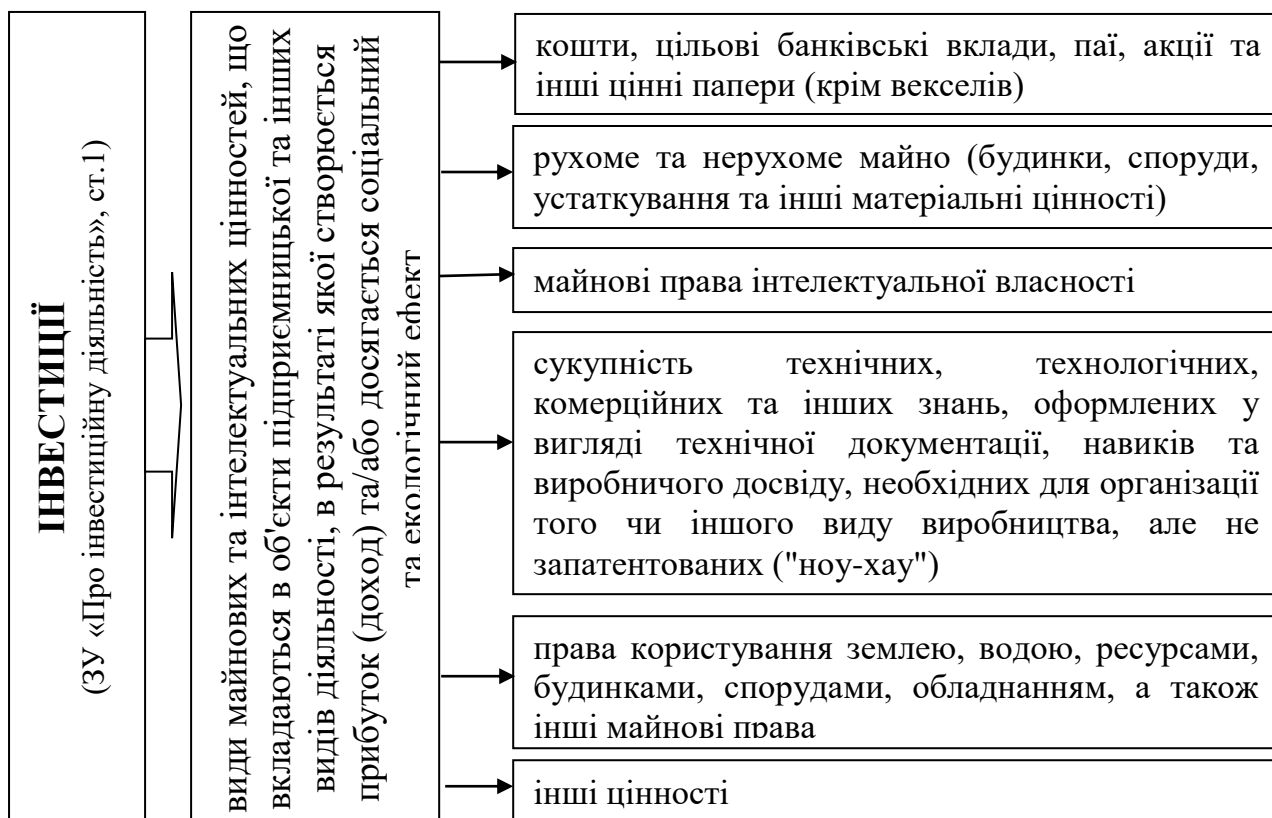 ІНВЕСТИЦІЇ
(ЗУ «Про інвестиційну діяльність», ст.1)
види майнових та інтелектуальних цінностей, що
вкладаються в об'єкти підприємницької та інших
видів діяльності, в результаті якої створюється
прибуток (доход) та/або досягається соціальний
та екологічний ефект
кошти, цільові банківські вклади, паї, акції та
інші цінні папери (крім векселів)
рухоме та нерухоме майно (будинки, споруди,
устаткування та інші матеріальні цінності)
майнові права інтелектуальної власності
сукупність технічних, технологічних,
комерційних та інших знань, оформлених у
вигляді технічної документації, навиків та
виробничого досвіду, необхідних для організації
того чи іншого виду виробництва, але не
запатентованих ("ноу-хау")
права користування землею, водою, ресурсами,
будинками, спорудами, обладнанням, а також
інші майнові права
інші цінності